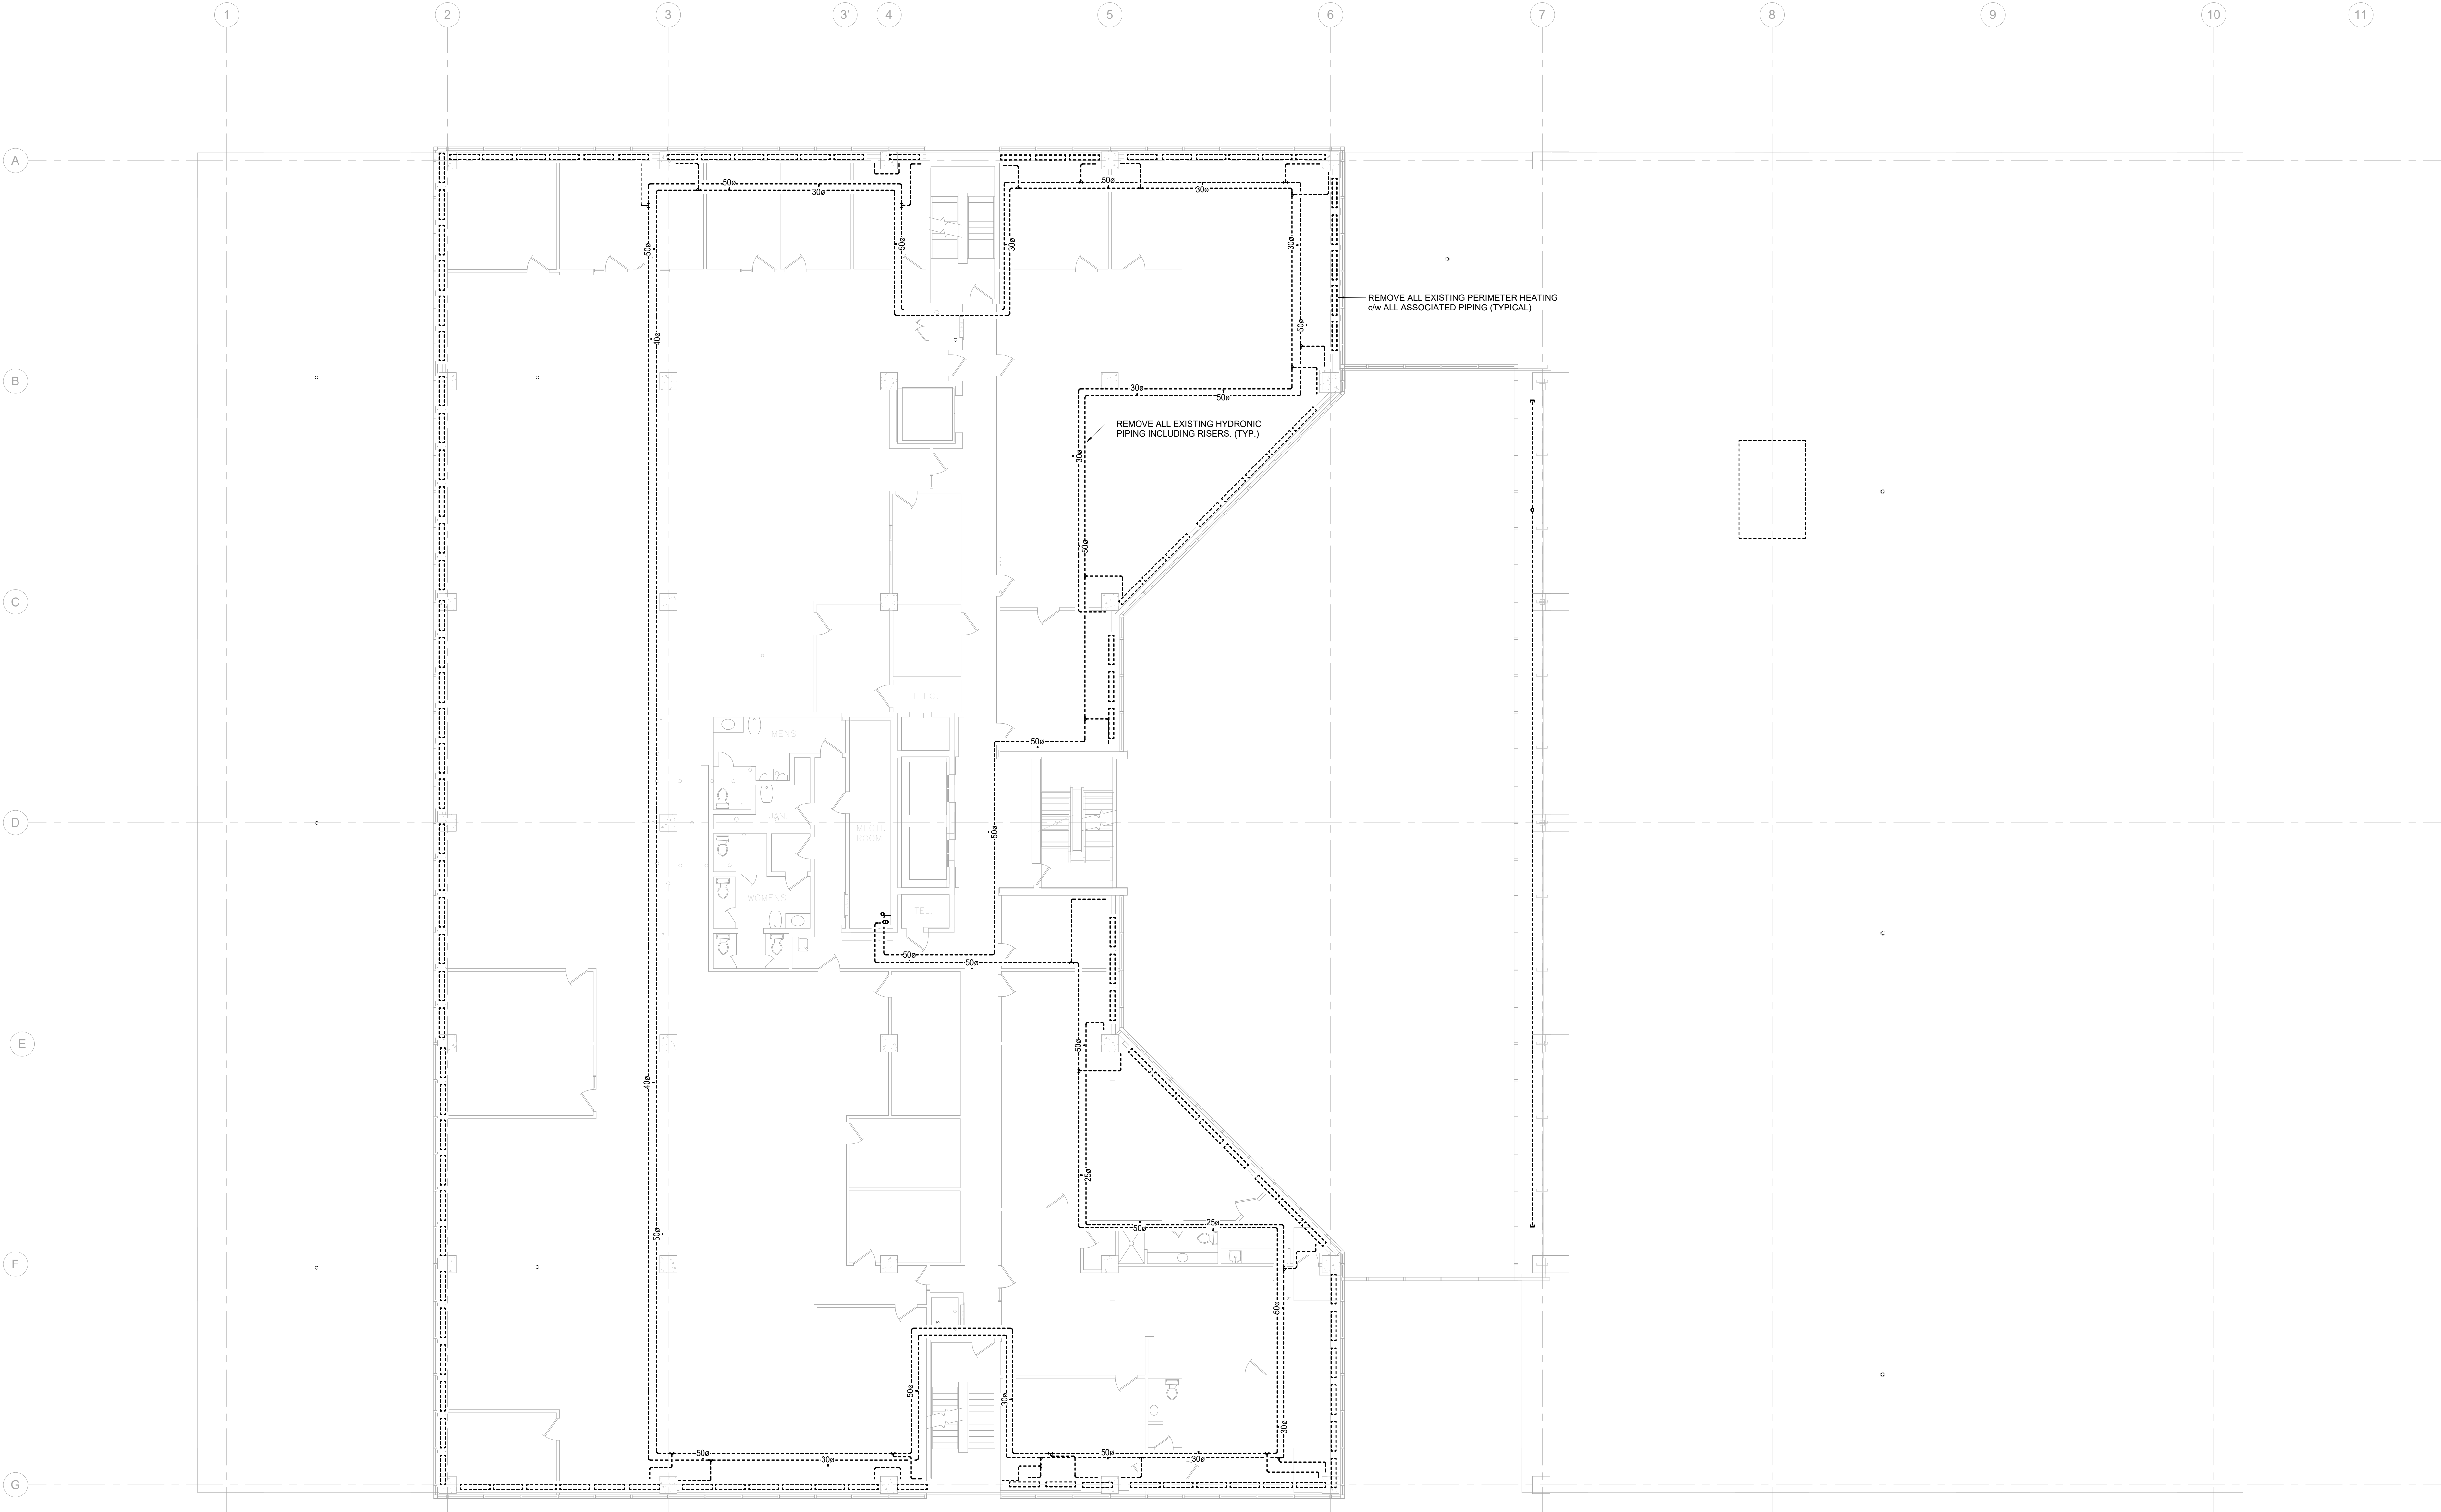 1
2
3
3'
4
5
6
7
8
9
10
11
A
50ø
30ø
50ø
30ø
50ø
50ø
30ø
30ø
REMOVE ALL EXISTING PERIMETER HEATING
c/w ALL ASSOCIATED PIPING (TYPICAL)
50ø
40ø
B
30ø
50ø
REMOVE ALL EXISTING HYDRONIC
PIPING INCLUDING RISERS. (TYP.)
30ø
50ø
C
ELEC.
MENS
50ø
D
JAN.
MECH.
ROOM
50ø
WOMENS
TEL.
50ø
50ø
E
50ø
40ø
25ø
25ø
50ø
50ø
F
50ø
50ø
30ø
30ø
50ø
30ø
50ø
30ø
G